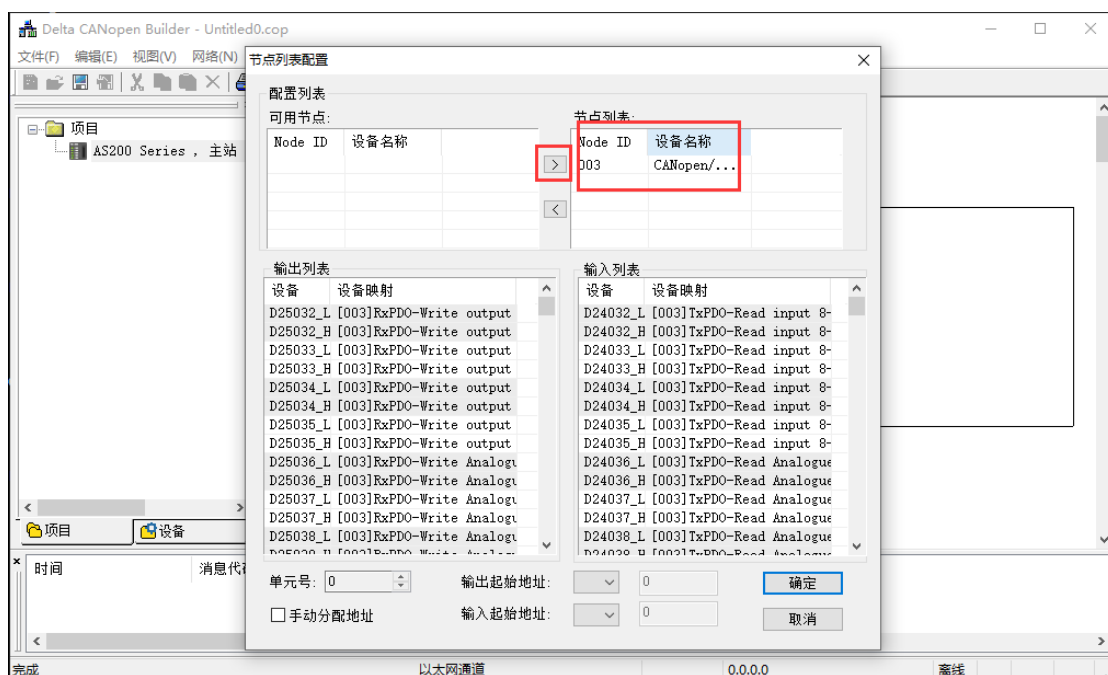 Delta CANopen Builder - Untitled0.cop
文件(F) 编辑(E) 视图(V) 网络(N)
节点列表配置
项目
AS200 Series , 主站
配置列表
可用节点:
Node ID 设备名称
>
<
节点列表:
Node ID 设备名称
003 CANopen/...
输出列表
设备 设备映射
D25032_L [003]RxPDO-Write output
D25032_H [003]RxPDO-Write output
D25033_L [003]RxPDO-Write output
D25033_H [003]RxPDO-Write output
D25034_L [003]RxPDO-Write output
D25034_H [003]RxPDO-Write output
D25035_L [003]RxPDO-Write output
D25035_H [003]RxPDO-Write output
D25036_L [003]RxPDO-Write Analogu
D25036_H [003]RxPDO-Write Analogu
D25037_L [003]RxPDO-Write Analogu
D25037_H [003]RxPDO-Write Analogu
D25038_L [003]RxPDO-Write Analogu
输入列表
设备 设备映射
D24032_L [003]TxPDO-Read input 8-
D24032_H [003]TxPDO-Read input 8-
D24033_L [003]TxPDO-Read input 8-
D24033_H [003]TxPDO-Read input 8-
D24034_L [003]TxPDO-Read input 8-
D24034_H [003]TxPDO-Read input 8-
D24035_L [003]TxPDO-Read input 8-
D24035_H [003]TxPDO-Read input 8-
D24036_L [003]TxPDO-Read Analogue
D24036_H [003]TxPDO-Read Analogue
D24037_L [003]TxPDO-Read Analogue
D24037_H [003]TxPDO-Read Analogue
D24038_L [003]TxPDO-Read Analogue
单元号: 0 输出起始地址: 0 确定
手动分配地址 输入起始地址: 0 取消
项目 设备
时间 消息代
完成 以太网通道 0.0.0.0 离线